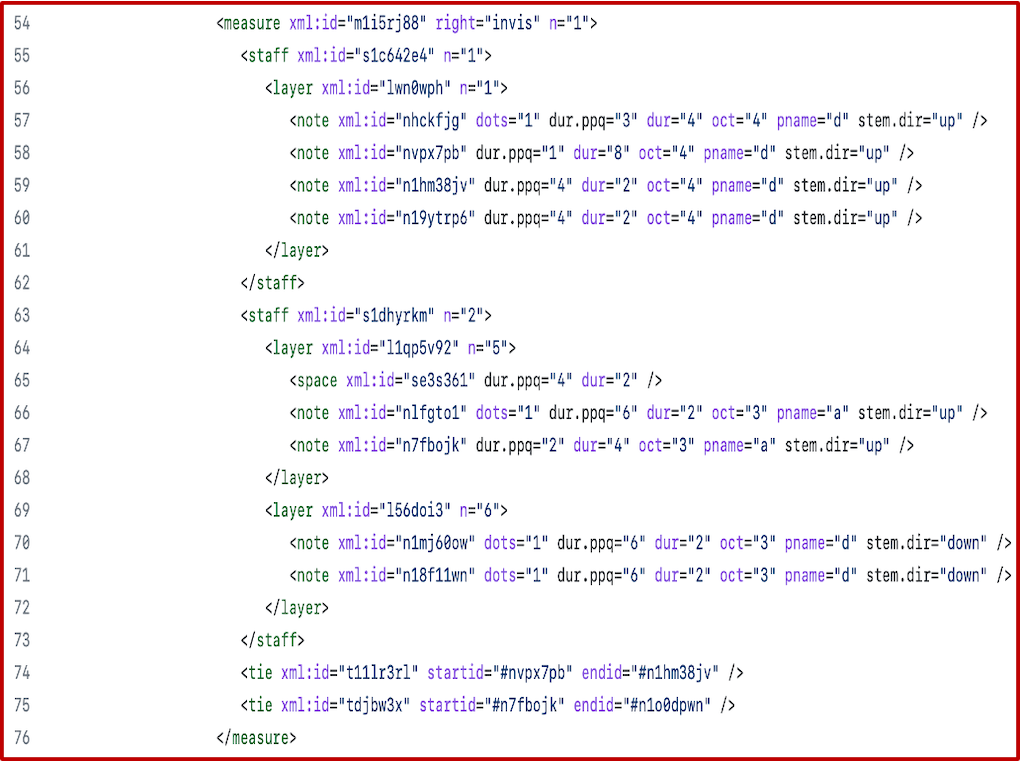 54 <measure xml:id="m1i5rj88" right="invis" n="1">
55 <staff xml:id="s1c642e4" n="1">
56 <layer xml:id="lwn0wph" n="1">
57 <note xml:id="nhckfjg" dots="1" dur.ppq="3" dur="4" oct="4" pname="d" stem.dir="up" />
58 <note xml:id="nvpx7pb" dur.ppq="1" dur="8" oct="4" pname="d" stem.dir="up" />
59 <note xml:id="n1hm38jv" dur.ppq="4" dur="2" oct="4" pname="d" stem.dir="up" />
60 <note xml:id="n19ytrp6" dur.ppq="4" dur="2" oct="4" pname="d" stem.dir="up" />
61 </layer>
62 </staff>
63 <staff xml:id="s1dhyrkm" n="2">
64 <layer xml:id="l1qp5v92" n="5">
65 <space xml:id="se3s361" dur.ppq="4" dur="2" />
66 <note xml:id="nlfgto1" dots="1" dur.ppq="6" dur="2" oct="3" pname="a" stem.dir="up" />
67 <note xml:id="n7fbojk" dur.ppq="2" dur="4" oct="3" pname="a" stem.dir="up" />
68 </layer>
69 <layer xml:id="l56doi3" n="6">
70 <note xml:id="n1mj60ow" dots="1" dur.ppq="6" dur="2" oct="3" pname="d" stem.dir="down" />
71 <note xml:id="n18f11wn" dots="1" dur.ppq="6" dur="2" oct="3" pname="d" stem.dir="down" />
72 </layer>
73 </staff>
74 <tie xml:id="t11lr3rl" startid="#nvpx7pb" endid="#n1hm38jv" />
75 <tie xml:id="tdjbw3x" startid="#n7fbojk" endid="#n1o0dpwn" />
76 </measure>